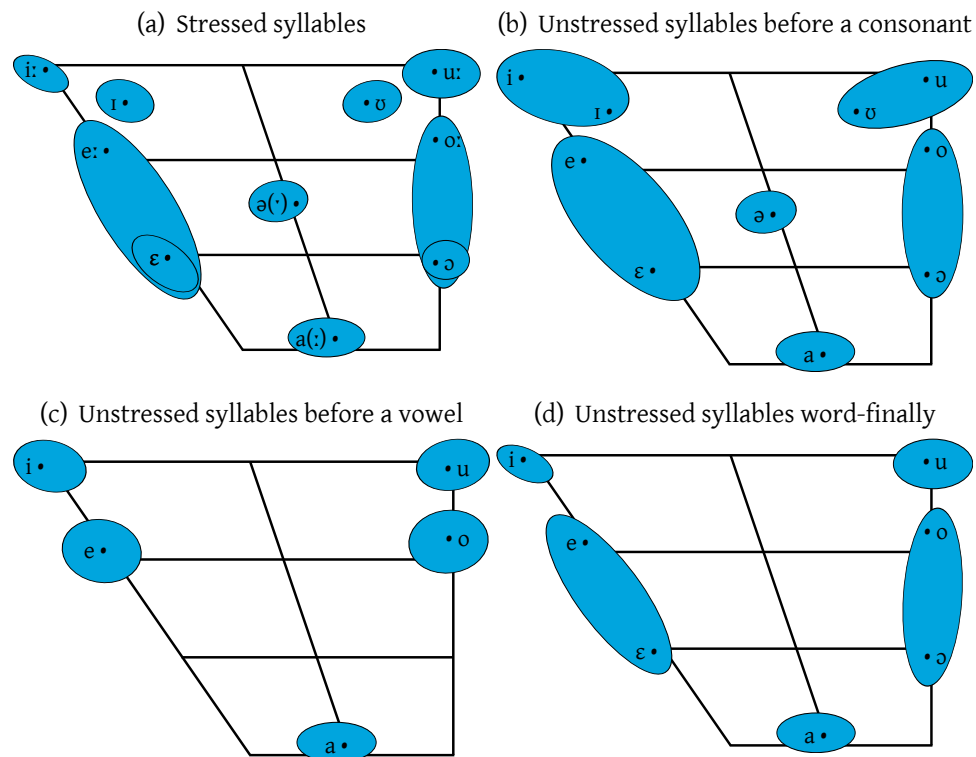 (a) Stressed syllables
iː
uː
ɪ
ʊ
eː
oː
ə(ˑ)
ɛ
ɔ
a(ː)
(b) Unstressed syllables before a consonant
i
u
ɪ
ʊ
e
o
ə
ɛ
ɔ
a
(c) Unstressed syllables before a vowel
i
u
e
o
a
(d) Unstressed syllables word-finally
i
u
e
o
ɛ
ɔ
a